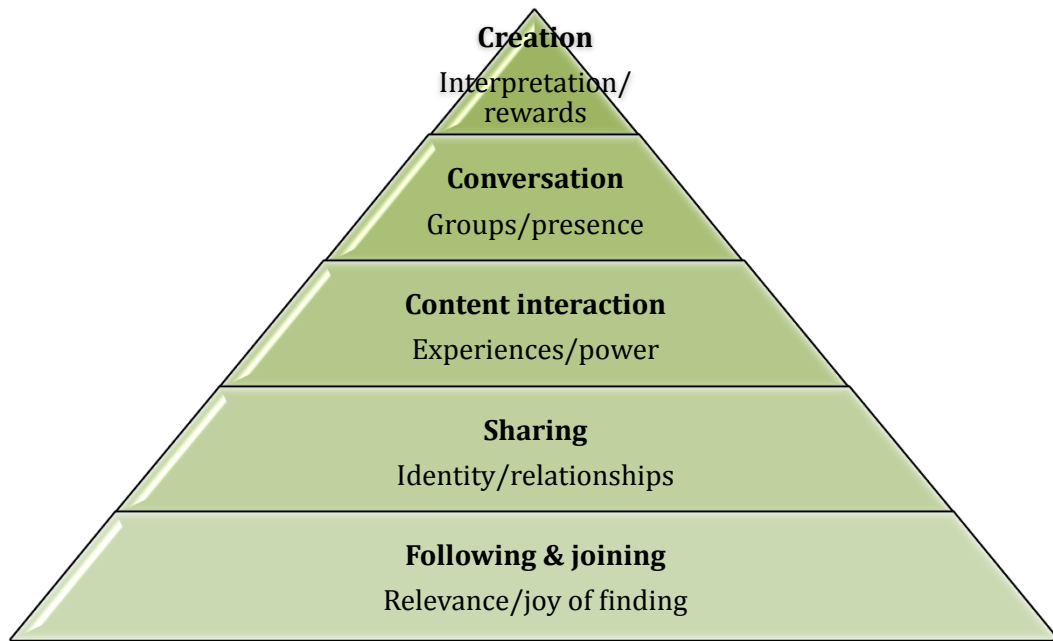 Creation
Interpretation/
rewards
Conversation
Groups/presence
Content interaction
Experiences/power
Sharing
Identity/relationships
Following & joining
Relevance/joy of finding